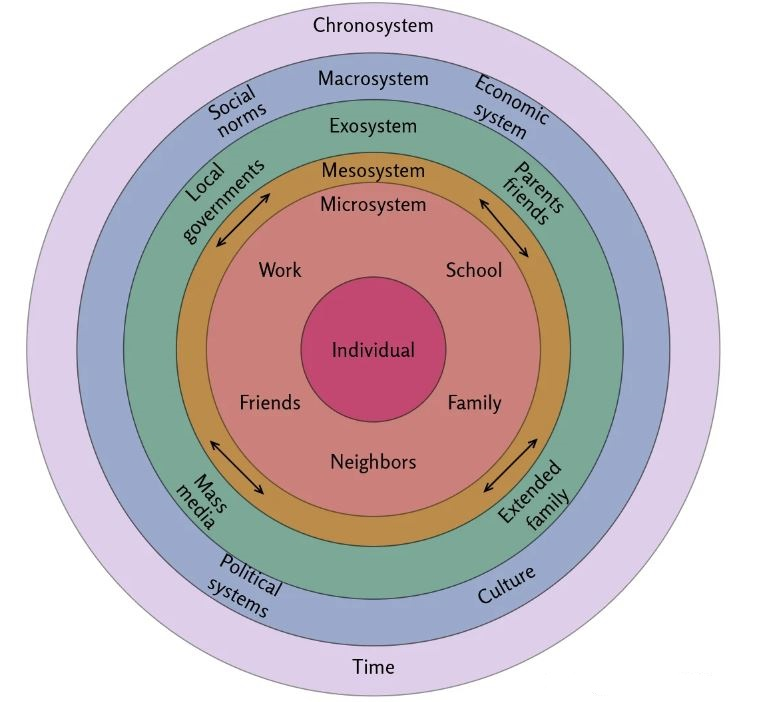 Chronosystem
Macrosystem
Social
norms
Economic
system
Exosystem
Local
governments
Parents
friends
Mesosystem
Microsystem
Work
School
Individual
Friends
Family
Neighbors
Mass
media
Extended
family
Political
systems
Culture
Time